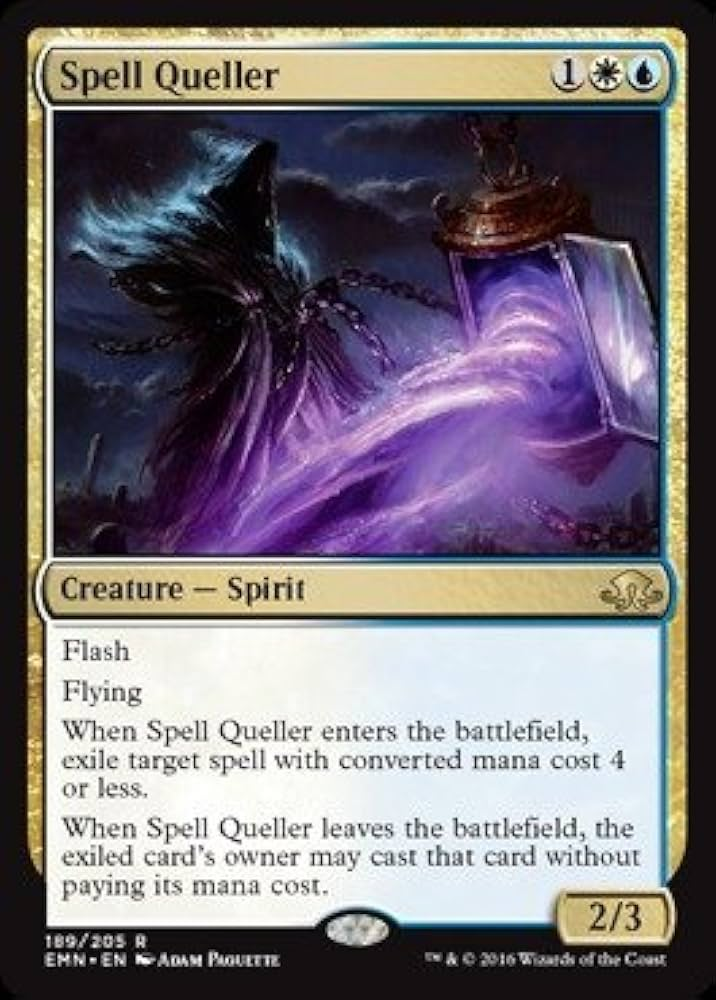 Spell Queller 1
Creature — Spirit
Flash
Flying
When Spell Queller enters the battlefield,
exile target spell with converted mana cost 4
or less.
When Spell Queller leaves the battlefield, the
exiled card's owner may cast that card without
paying its mana cost.
2/3
189/205 R
EMN • EN Adam Paquette
™ & © 2016 Wizards of the Coast